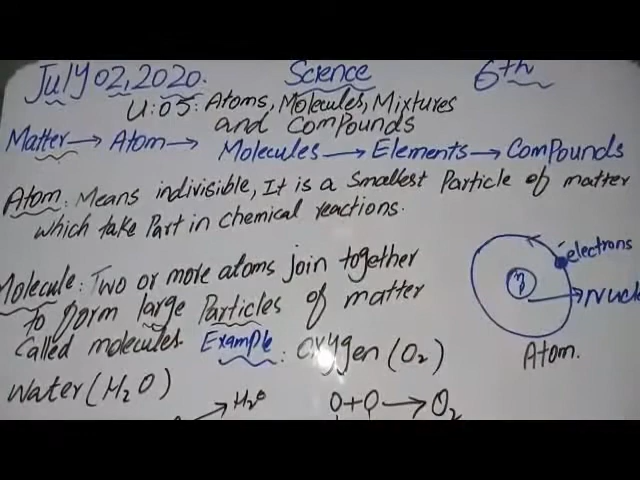 July 02, 2020. Science 6th
U:05: Atoms, Molecules, Mixtures
and Compounds
Matter → Atom → Molecules → Elements → Compounds
Atom: Means indivisible, It is a Smallest Particle of matter
which take Part in chemical reactions.
Molecule: Two or more atoms Join together
to form large Particles of matter
Called molecules. Example: Oxygen (O₂)
Water (H₂O)
electrons
Nucl
Atom.
H₂O
O+O → O₂